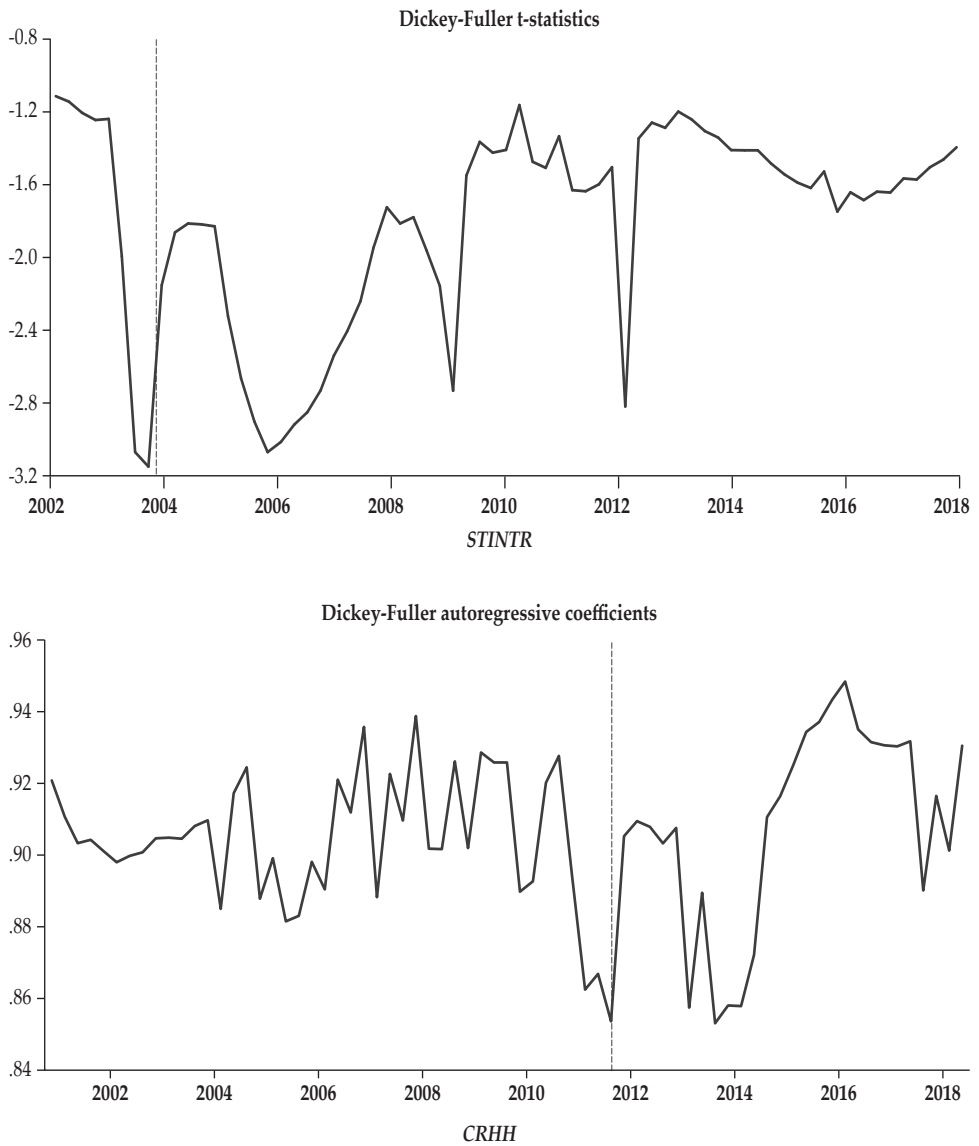 Dickey-Fuller t-statistics
-0.8
-1.2
-1.6
-2.0
-2.4
-2.8
-3.2
2002 2004 2006 2008 2010 2012 2014 2016 2018
STINTR
Dickey-Fuller autoregressive coefficients
.96
.94
.92
.90
.88
.86
.84
2002 2004 2006 2008 2010 2012 2014 2016 2018
CRHH